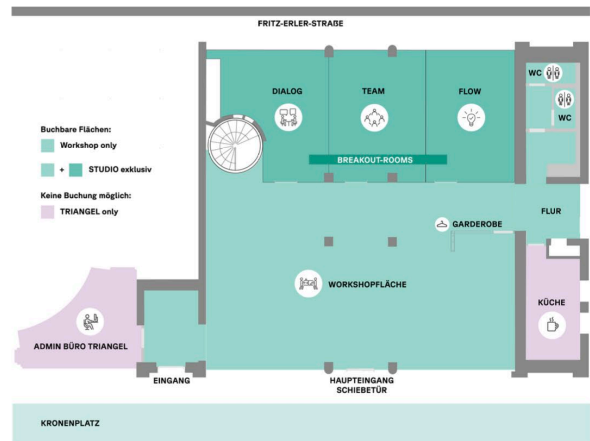 FRITZ-ERLER-STRAßE
WC
DIALOG
TEAM
FLOW
WC
Buchbare Flächen:
Workshop only
+ STUDIO exklusiv
BREAKOUT-ROOMS
Keine Buchung möglich:
TRIANGEL only
GARDEROBE
FLUR
WORKSHOPFLÄCHE
KÜCHE
ADMIN BÜRO TRIANGEL
EINGANG
HAUPTEINGANG
SCHIEBETÜR
KRONENPLATZ